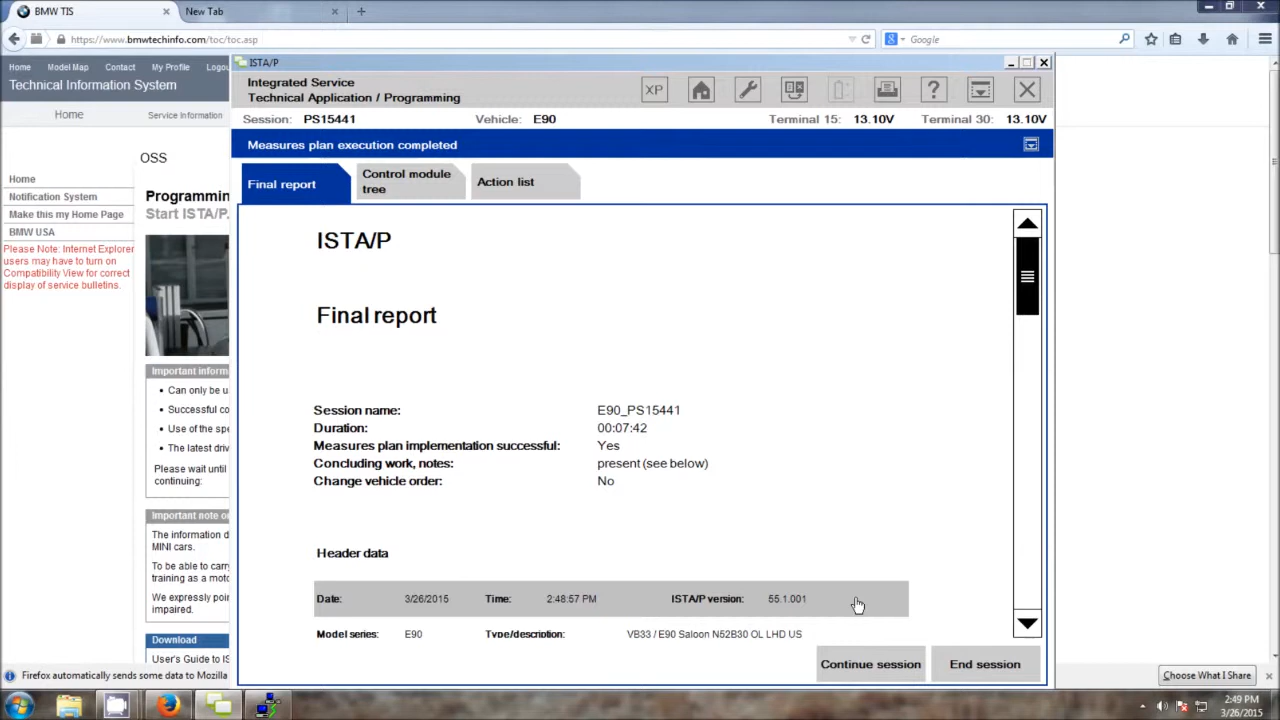 BMW TIS
New Tab
https://www.bmwtechinfo.com/toc/toc.asp
Google
Home Model Map Contact My Profile Logou
Technical Information System
Home Service Information
OSS
Home
Notification System
Make this my Home Page
BMW USA
Please Note: Internet Explorer
users may have to turn on
Compatibility View for correct
display of service bulletins.
Programmin
Start ISTA/P.
Important inform
Can only be u
Successful co
Use of the spe
The latest driv
Please wait until
continuing:
Important note o
The information d
MINI cars.
To be able to carry
training as a moto
We expressly poin
impaired.
Download
User's Guide to IS
ISTA/P
Integrated Service
Technical Application / Programming
XP
?
Session: PS15441 Vehicle: E90 Terminal 15: 13.10V Terminal 30: 13.10V
Measures plan execution completed
Final report
Control module
tree
Action list
ISTA/P
Final report
Session name: E90_PS15441
Duration: 00:07:42
Measures plan implementation successful: Yes
Concluding work, notes: present (see below)
Change vehicle order: No
Header data
Date: 3/26/2015 Time: 2:48:57 PM ISTA/P version: 55.1.001
Model series: E90 Type/description: VB33 / E90 Saloon N52B30 OL LHD US
Continue session
End session
Firefox automatically sends some data to Mozilla
Choose What I Share
2:49 PM
3/26/2015